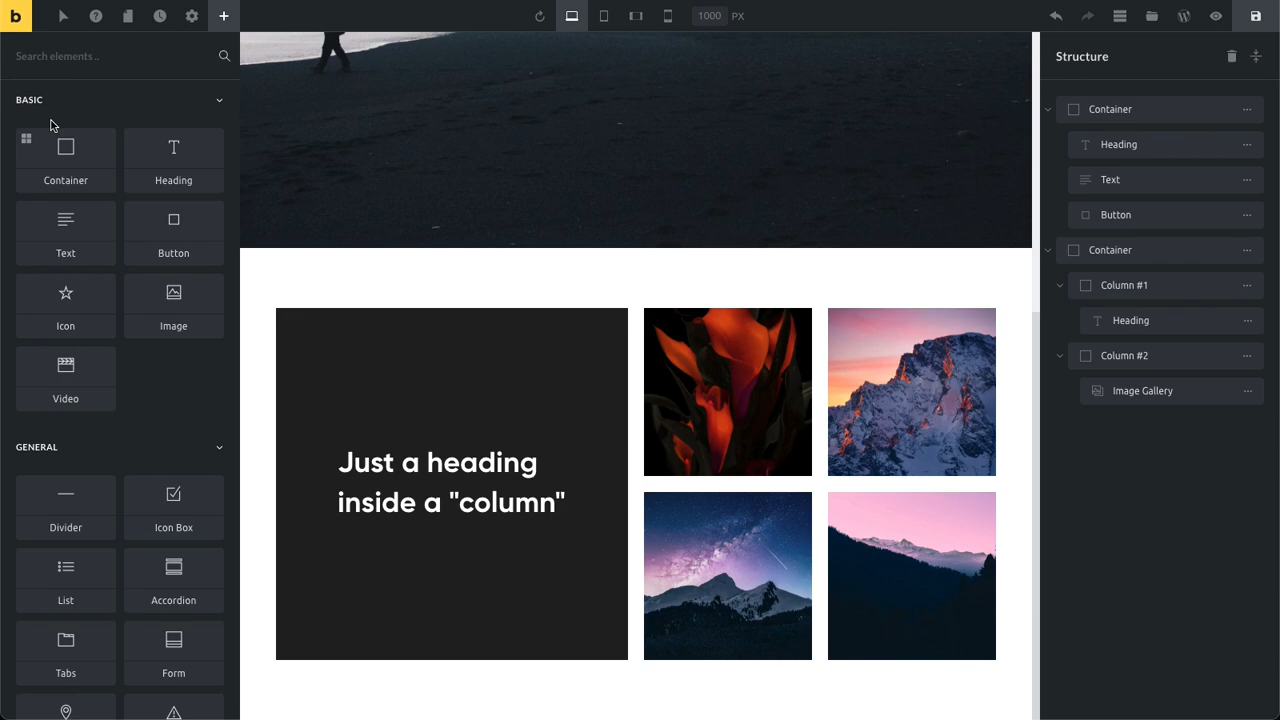 b
1000 PX
Search elements ..
BASIC
Container
Heading
Text
Button
Icon
Image
Video
GENERAL
Divider
Icon Box
List
Accordion
Tabs
Form
Just a heading
inside a "column"
Structure
Container
Heading
Text
Button
Container
Column #1
Heading
Column #2
Image Gallery